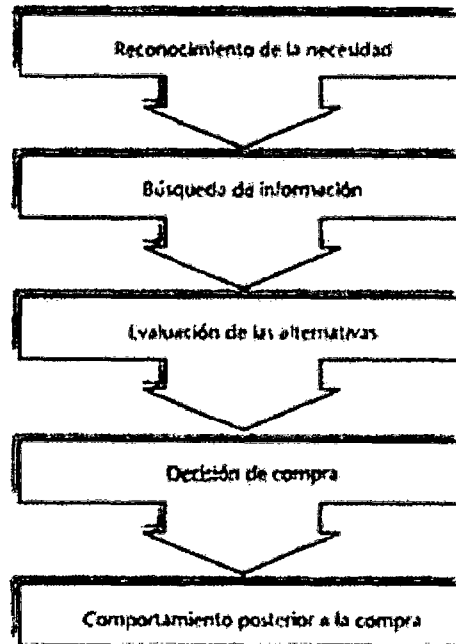 Reconocimiento de la necesidad
Búsqueda de información
Evaluación de las alternativas
Decisión de compra
Comportamiento posterior a la compra